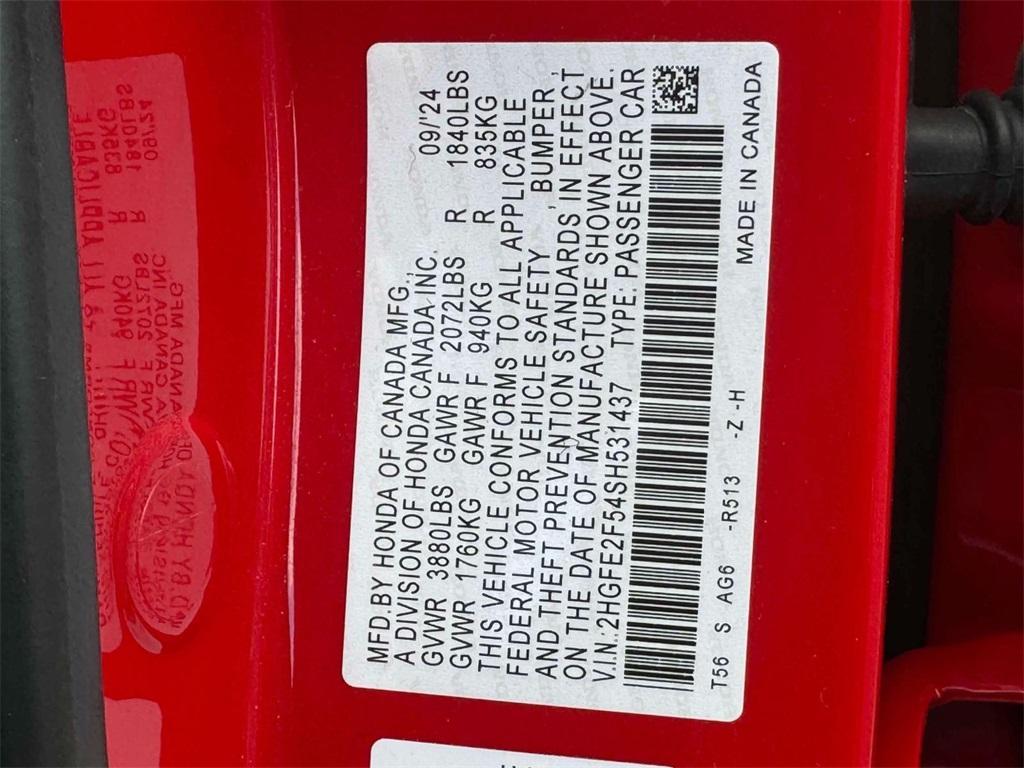 MFD.BY HONDA OF CANADA MFG.,
A DIVISION OF HONDA CANADA INC. 09/'24
GVWR 3880LBS GAWR F 2072LBS R 1840LBS
GVWR 1760KG GAWR F 940KG R 835KG
THIS VEHICLE CONFORMS TO ALL APPLICABLE
FEDERAL MOTOR VEHICLE SAFETY , BUMPER ,
AND THEFT PREVENTION STANDARDS IN EFFECT
ON THE DATE OF MANUFACTURE SHOWN ABOVE.
V.I.N.:2HGFE2F54SH531437 TYPE:PASSENGER CAR
T56 S AG6 -R513 -Z -H MADE IN CANADA